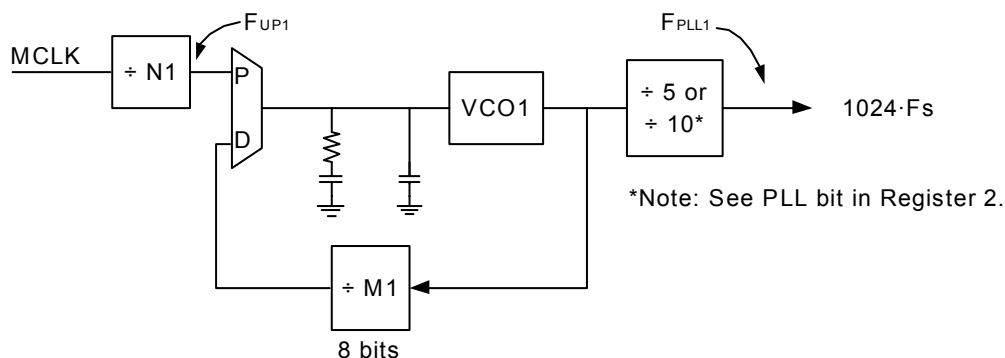 FUP1
FPLL1
MCLK
÷ N1
P
D
VCO1
÷ 5 or
÷ 10*
1024·Fs
*Note: See PLL bit in Register 2.
÷ M1
8 bits